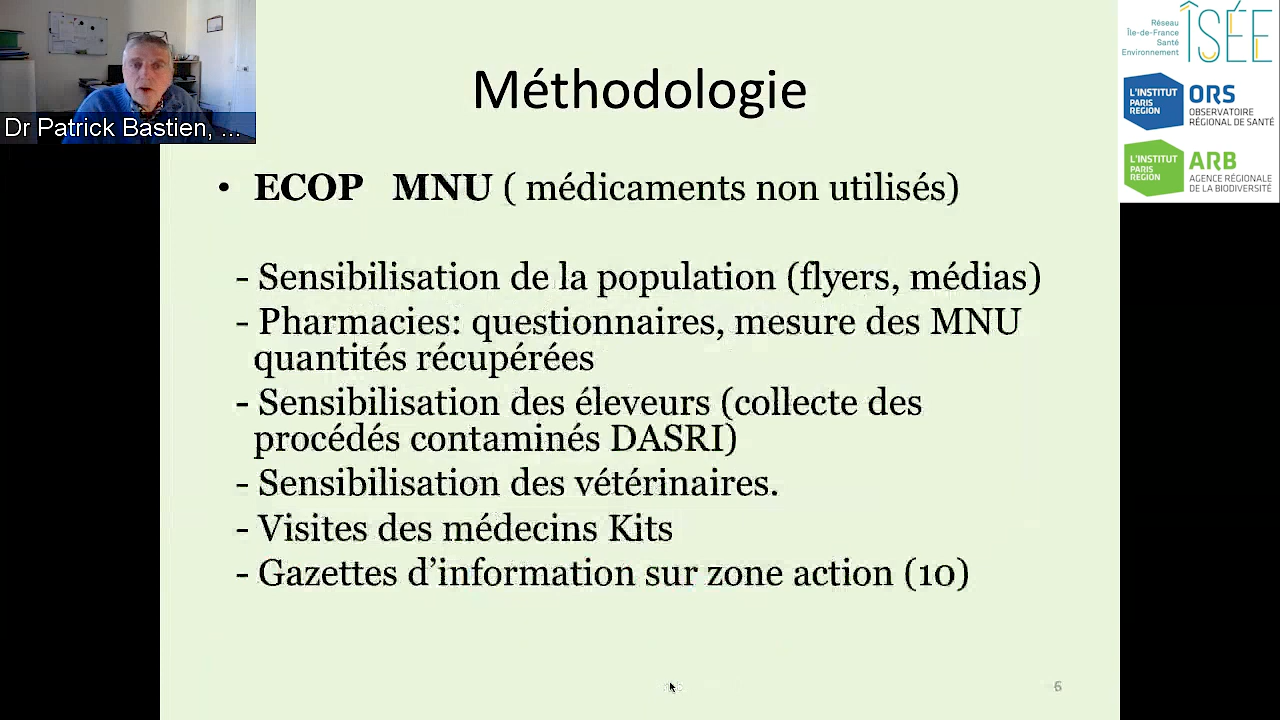 Dr Patrick Bastien, ...
Méthodologie
• ECOP MNU ( médicaments non utilisés)
- Sensibilisation de la population (flyers, médias)
- Pharmacies: questionnaires, mesure des MNU
quantités récupérées
- Sensibilisation des éleveurs (collecte des
procédés contaminés DASRI)
- Sensibilisation des vétérinaires.
- Visites des médecins Kits
- Gazettes d’information sur zone action (10)
Réseau
Île-de-France
Santé
Environnement
ÎSÉE
L'INSTITUT
PARIS
REGION
ORS
OBSERVATOIRE
RÉGIONAL DE SANTÉ
L'INSTITUT
PARIS
REGION
ARB
AGENCE RÉGIONALE
DE LA BIODIVERSITÉ